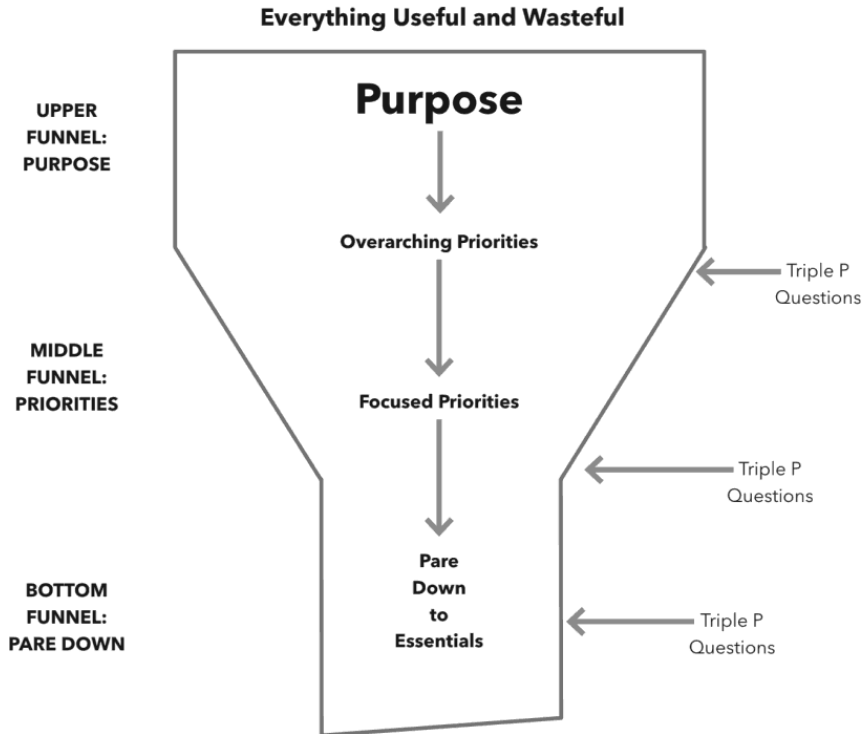 Everything Useful and Wasteful
UPPER
FUNNEL:
PURPOSE
Purpose
Overarching Priorities
Triple P
Questions
MIDDLE
FUNNEL:
PRIORITIES
Focused Priorities
Triple P
Questions
BOTTOM
FUNNEL:
PARE DOWN
Pare
Down
to
Essentials
Triple P
Questions